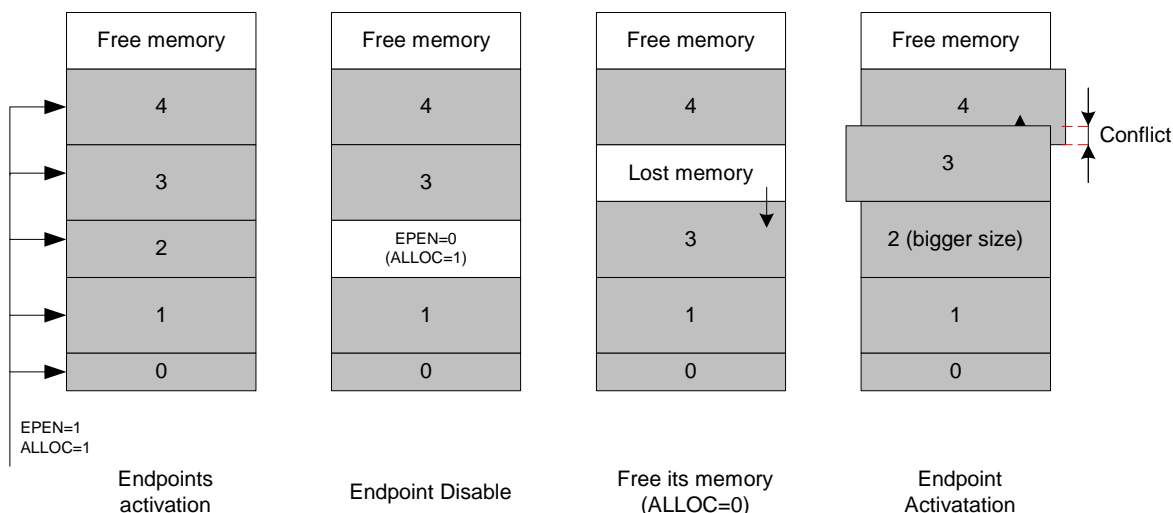 Free memory
4
3
2
1
0
EPEN=1
ALLOC=1
Endpoints
activation
Free memory
4
3
EPEN=0
(ALLOC=1)
1
0
Endpoint Disable
Free memory
4
Lost memory
3
1
0
Free its memory
(ALLOC=0)
Free memory
4
Conflict
3
2 (bigger size)
1
0
Endpoint
Activatation